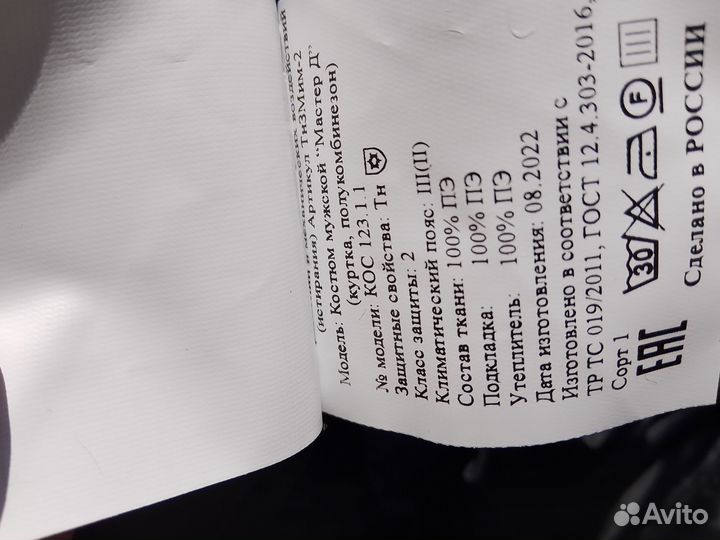 и механических воздействий
(истирания) Артикул ТнЗМим-2
Модель: Костюм мужской "Мастер Д"
(куртка, полукомбинезон)
№ модели: КОС 123.1.1
Защитные свойства: Тн
Класс защиты: 2
Климатический пояс: III(II)
Состав ткани: 100% ПЭ
Подкладка: 100% ПЭ
Утеплитель: 100% ПЭ
Дата изготовления: 08.2022
Изготовлено в соответствии с
ТР ТС 019/2011, ГОСТ 12.4.303-2016,
Сорт 1
ЕАС 30 F
Сделано в РОССИИ
Avito